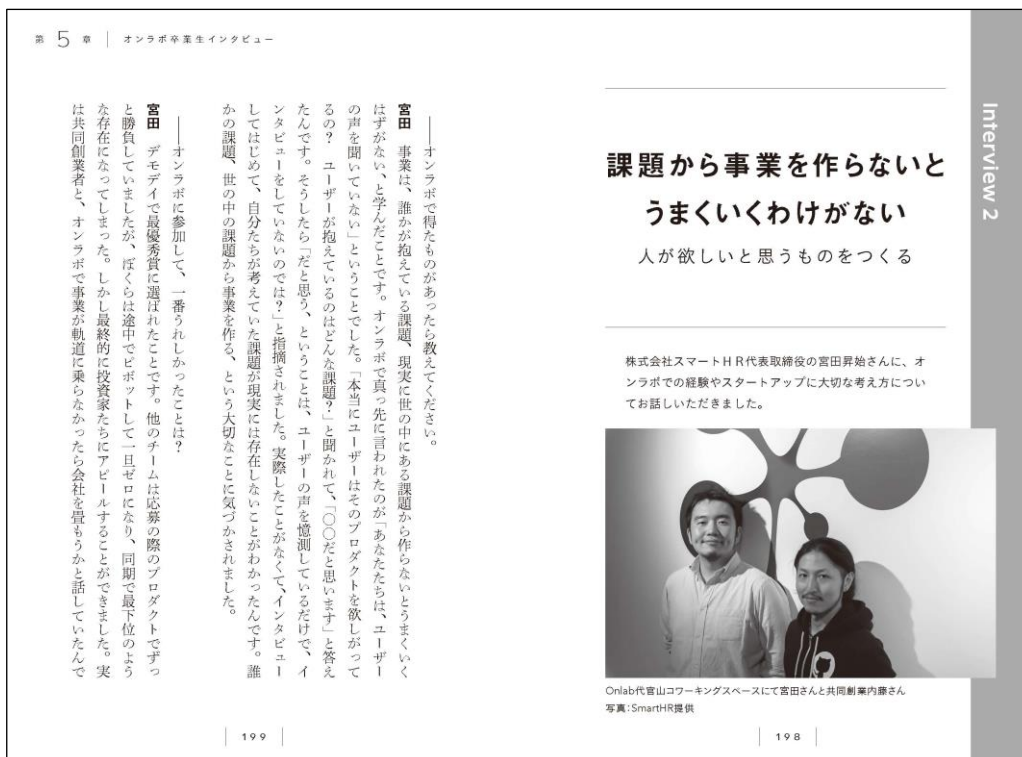 Interview 2
課題から事業を作らないと
うまくいくわけがない
人が欲しいと思うものをつくる
株式会社スマートＨＲ代表取締役の宮田昇始さんに、オ
ンラボでの経験やスタートアップに大切な考え方につい
てお話しいただきました。
Onlab代官山コワーキングスペースにて宮田さんと共同創業内藤さん
写真：SmartHR提供
198
第 5 章 | オンラボ卒業生インタビュー
――オンラボで得たものがあったら教えてください。
宮田　事業は、誰かが抱えている課題、現実に世の中にある課題から作らないとうまくいく
はずがない、と学んだことです。オンラボで真っ先に言われたのが「あなたたちは、ユーザー
の声を聞いていない」ということでした。「本当にユーザーはそのプロダクトを欲しがって
るの？　ユーザーが抱えているのはどんな課題？」と聞かれて、「〇〇だと思います」と答え
たんです。そうしたら「だと思う、ということは、ユーザーの声を憶測しているだけで、イ
ンタビューをしていないのでは？」と指摘されました。実際したことがなくて、インタビュー
してはじめて、自分たちが考えていた課題が現実には存在しないことがわかったんです。誰
かの課題、世の中の課題から事業を作る、という大切なことに気づかされました。
――オンラボに参加して、一番うれしかったことは？
宮田　デモデイで最優秀賞に選ばれたことです。他のチームは応募の際のプロダクトでずっ
と勝負していましたが、ぼくらは途中でピボットして一旦ゼロになり、同期で最下位のよう
な存在になってしまった。しかし最終的に投資家たちにアピールすることができました。実
は共同創業者と、オンラボで事業が軌道に乗らなかったら会社を畳もうかと話していたんで
199